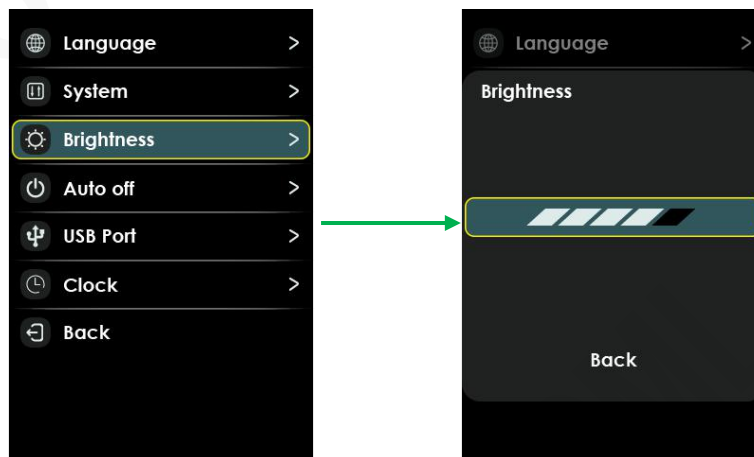 Language >
System >
Brightness >
Auto off >
USB Port >
Clock >
Back
Language >
Brightness
Back